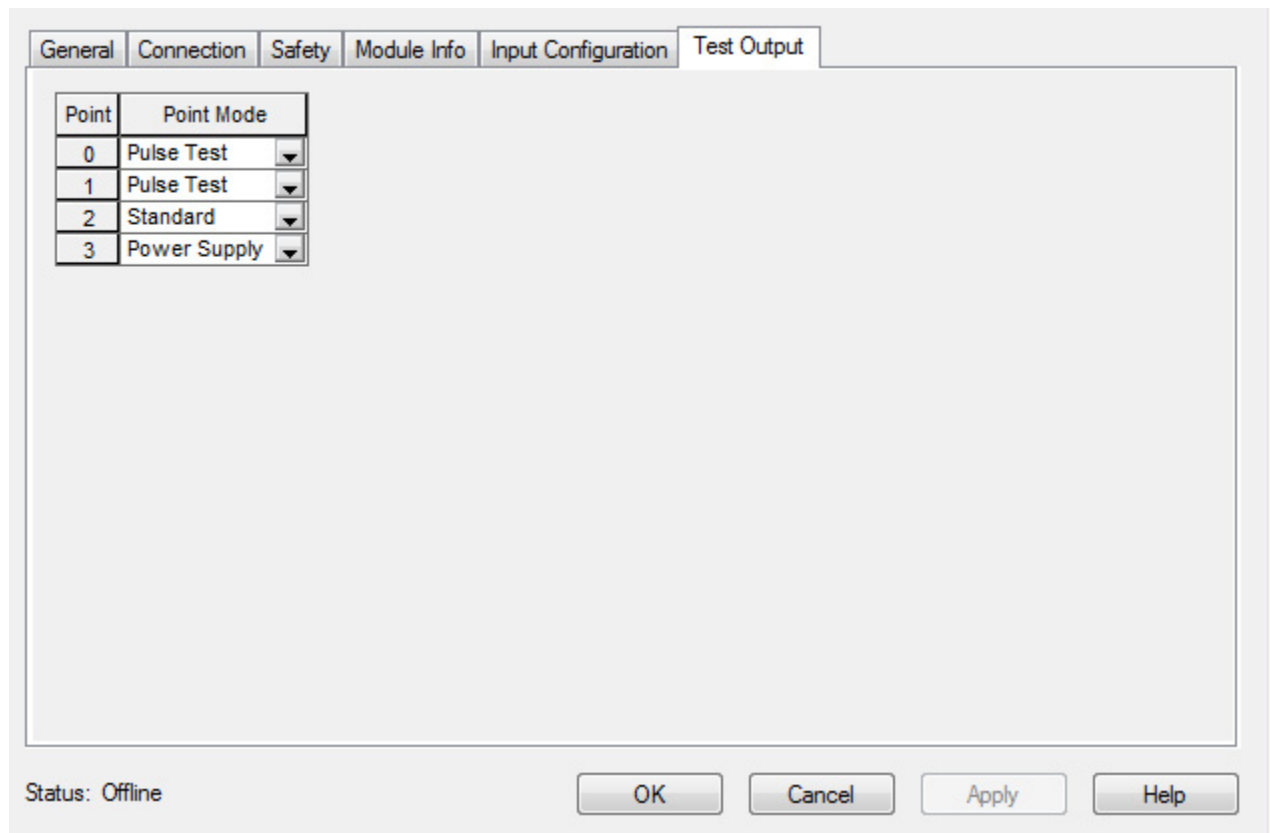 General Connection Safety Module Info Input Configuration Test Output
Point Point Mode
0 Pulse Test
1 Pulse Test
2 Standard
3 Power Supply
Status: Offline OK Cancel Apply Help